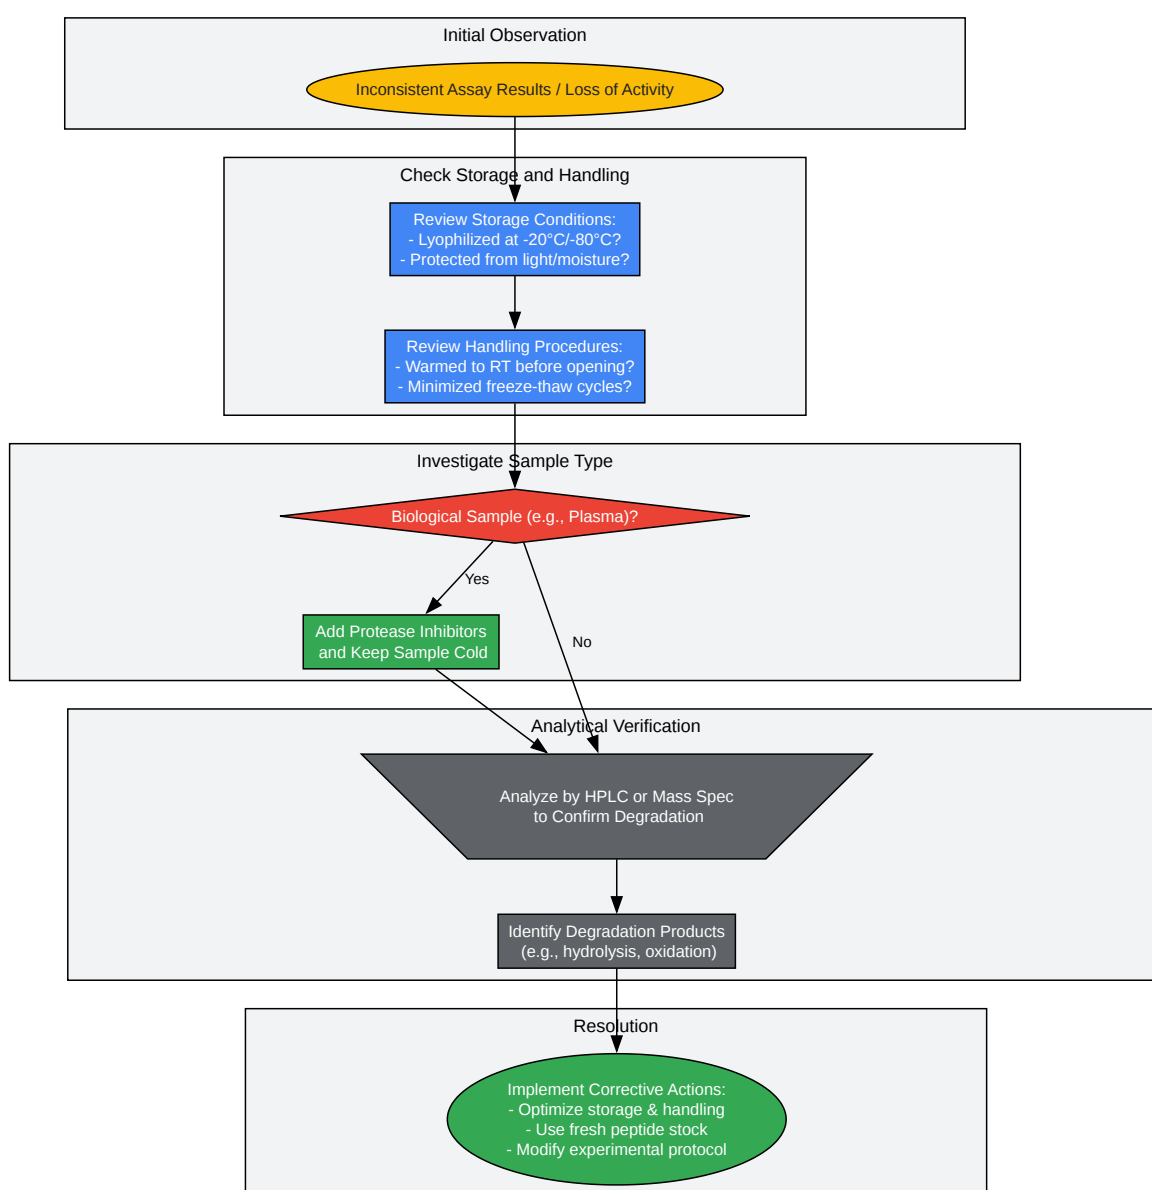 Initial Observation
Inconsistent Assay Results / Loss of Activity
Check Storage and Handling
Review Storage Conditions:
- Lyophilized at -20°C/-80°C?
- Protected from light/moisture?
Review Handling Procedures:
- Warmed to RT before opening?
- Minimized freeze-thaw cycles?
Investigate Sample Type
Biological Sample (e.g., Plasma)?
Yes
Add Protease Inhibitors
and Keep Sample Cold
No
Analytical Verification
Analyze by HPLC or Mass Spec
to Confirm Degradation
Identify Degradation Products
(e.g., hydrolysis, oxidation)
Resolution
Implement Corrective Actions:
- Optimize storage & handling
- Use fresh peptide stock
- Modify experimental protocol